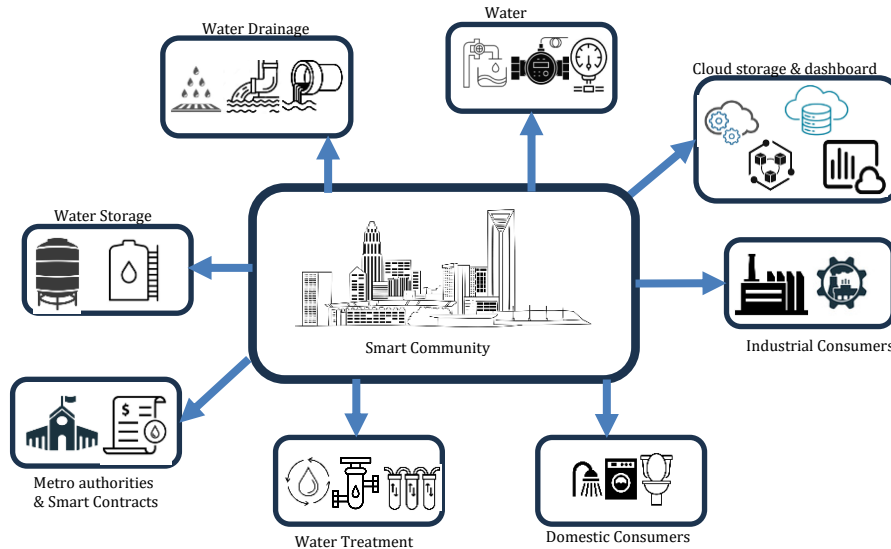 Water Drainage
Water
Cloud storage & dashboard
Water Storage
Smart Community
Industrial Consumers
$
Metro authorities
& Smart Contracts
Water Treatment
Domestic Consumers